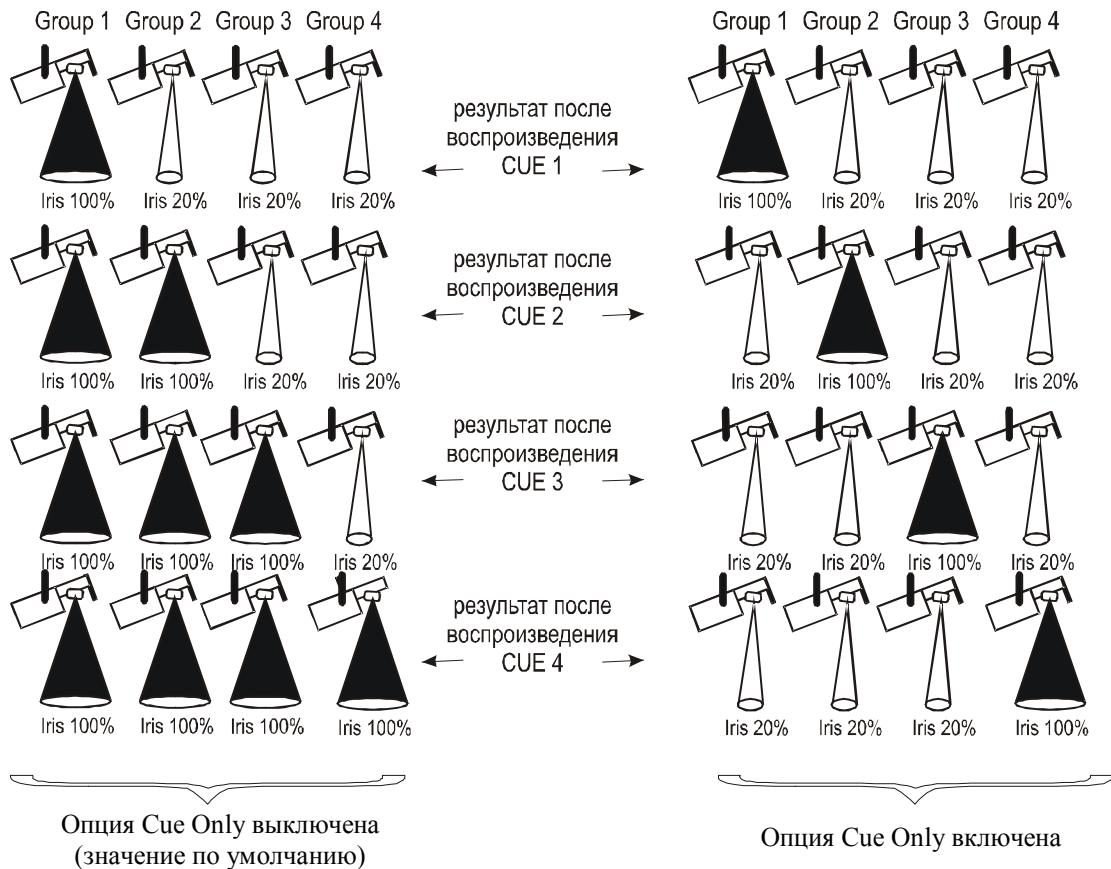 Group 1 Group 2 Group 3 Group 4 Group 1 Group 2 Group 3 Group 4
результат после
воспроизведения
CUE 1
Iris 100% Iris 20% Iris 20% Iris 20% Iris 100% Iris 20% Iris 20% Iris 20%
результат после
воспроизведения
CUE 2
Iris 100% Iris 100% Iris 20% Iris 20% Iris 20% Iris 100% Iris 20% Iris 20%
результат после
воспроизведения
CUE 3
Iris 100% Iris 100% Iris 100% Iris 20% Iris 20% Iris 20% Iris 100% Iris 20%
результат после
воспроизведения
CUE 4
Iris 100% Iris 100% Iris 100% Iris 100% Iris 20% Iris 20% Iris 20% Iris 100%
Опция Cue Only выключена
(значение по умолчанию)
Опция Cue Only включена